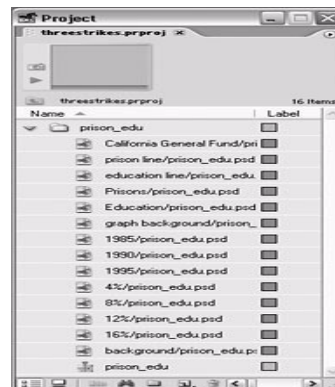 Project
threestrikes.prproj ×
threestrikes.prproj 16 Items
Name Label
prison_edu
California General Fund/pri
prison line/prison_edu.psd
education line/prison_edu.
Prisons/prison_edu.psd
Education/prison_edu.psd
graph background/prison_
1985/prison_edu.psd
1990/prison_edu.psd
1995/prison_edu.psd
4%/prison_edu.psd
8%/prison_edu.psd
12%/prison_edu.psd
16%/prison_edu.psd
background/prison_edu.p
prison_edu